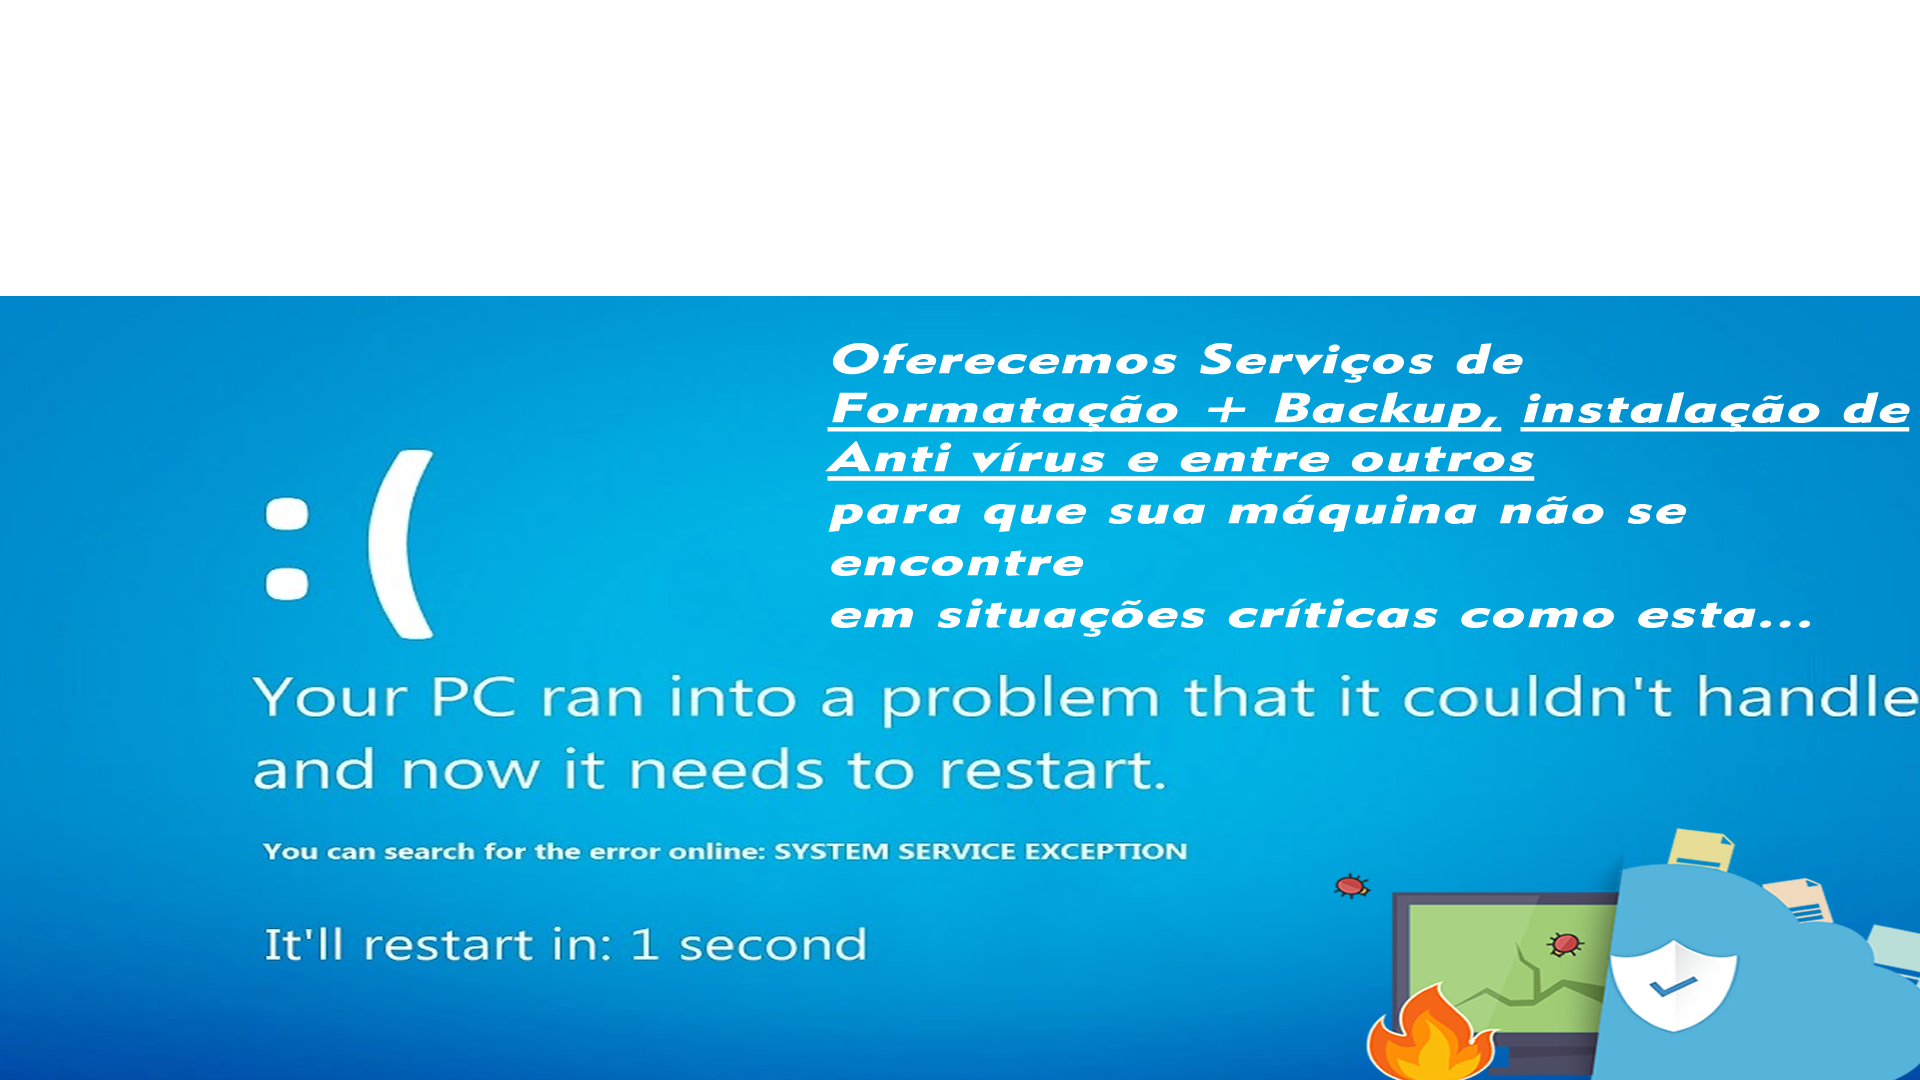 Oferecemos Serviços de
Formatação + Backup, instalação de
Anti vírus e entre outros
para que sua máquina não se
encontre
em situações críticas como esta...
:(
Your PC ran into a problem that it couldn't handle
and now it needs to restart.
You can search for the error online: SYSTEM SERVICE EXCEPTION
It'll restart in: 1 second